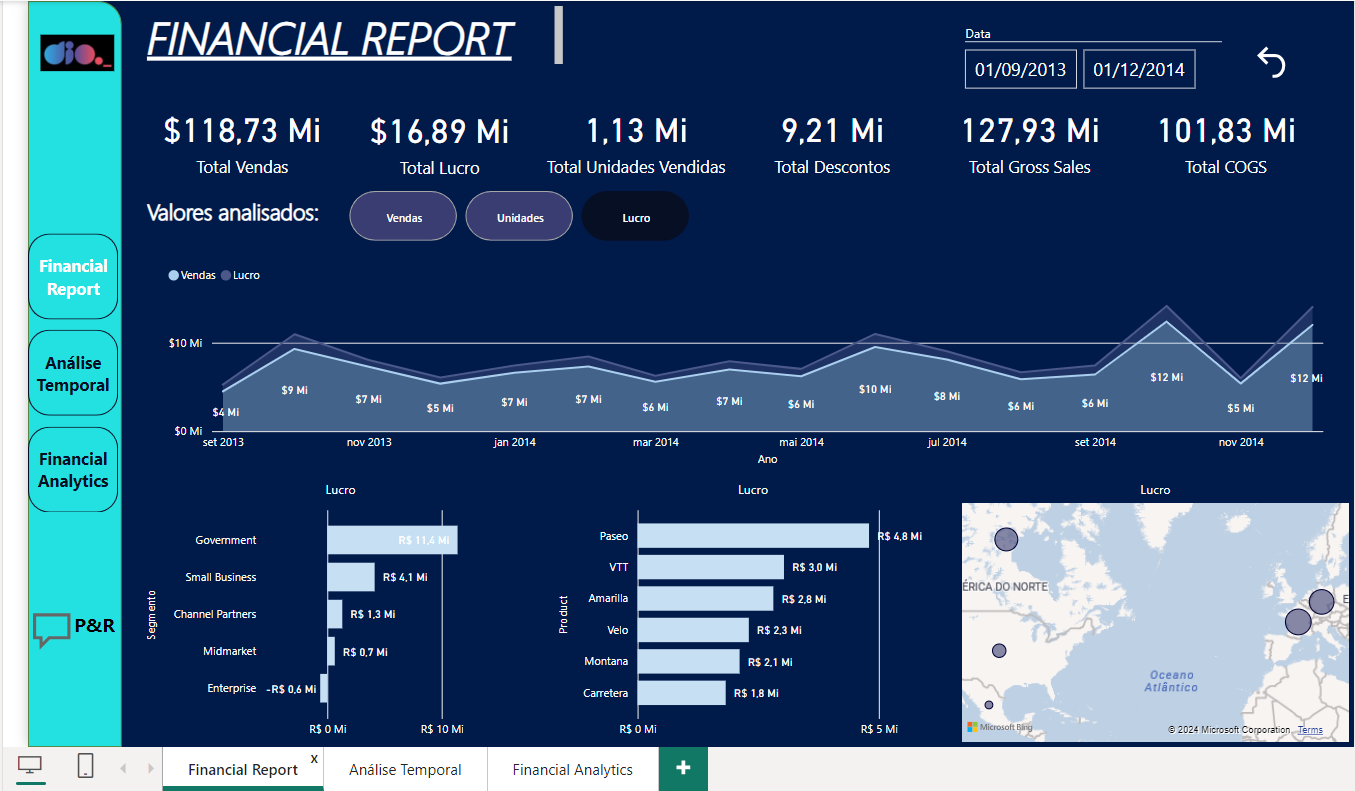 dio._
FINANCIAL REPORT
Data
01/09/2013
01/12/2014
$118,73 Mi
Total Vendas
$16,89 Mi
Total Lucro
1,13 Mi
Total Unidades Vendidas
9,21 Mi
Total Descontos
127,93 Mi
Total Gross Sales
101,83 Mi
Total COGS
Valores analisados:
Vendas
Unidades
Lucro
Financial
Report
Análise
Temporal
Financial
Analytics
P&R
Vendas
Lucro
$10 Mi
$0 Mi
$4 Mi
$9 Mi
$7 Mi
$5 Mi
$7 Mi
$7 Mi
$6 Mi
$7 Mi
$6 Mi
$10 Mi
$8 Mi
$6 Mi
$6 Mi
$12 Mi
$5 Mi
$12 Mi
set 2013
nov 2013
jan 2014
mar 2014
mai 2014
jul 2014
set 2014
nov 2014
Ano
Lucro
Segmento
Government
R$ 11,4 Mi
Small Business
R$ 4,1 Mi
Channel Partners
R$ 1,3 Mi
Midmarket
R$ 0,7 Mi
Enterprise
-R$ 0,6 Mi
R$ 0 Mi
R$ 10 Mi
Lucro
Product
Paseo
R$ 4,8 Mi
VTT
R$ 3,0 Mi
Amarilla
R$ 2,8 Mi
Velo
R$ 2,3 Mi
Montana
R$ 2,1 Mi
Carretera
R$ 1,8 Mi
R$ 0 Mi
R$ 5 Mi
Lucro
ÉRICA DO NORTE
E
Oceano
Atlântico
Microsoft Bing
© 2024 Microsoft Corporation
Terms
Financial Report
x
Análise Temporal
Financial Analytics
+